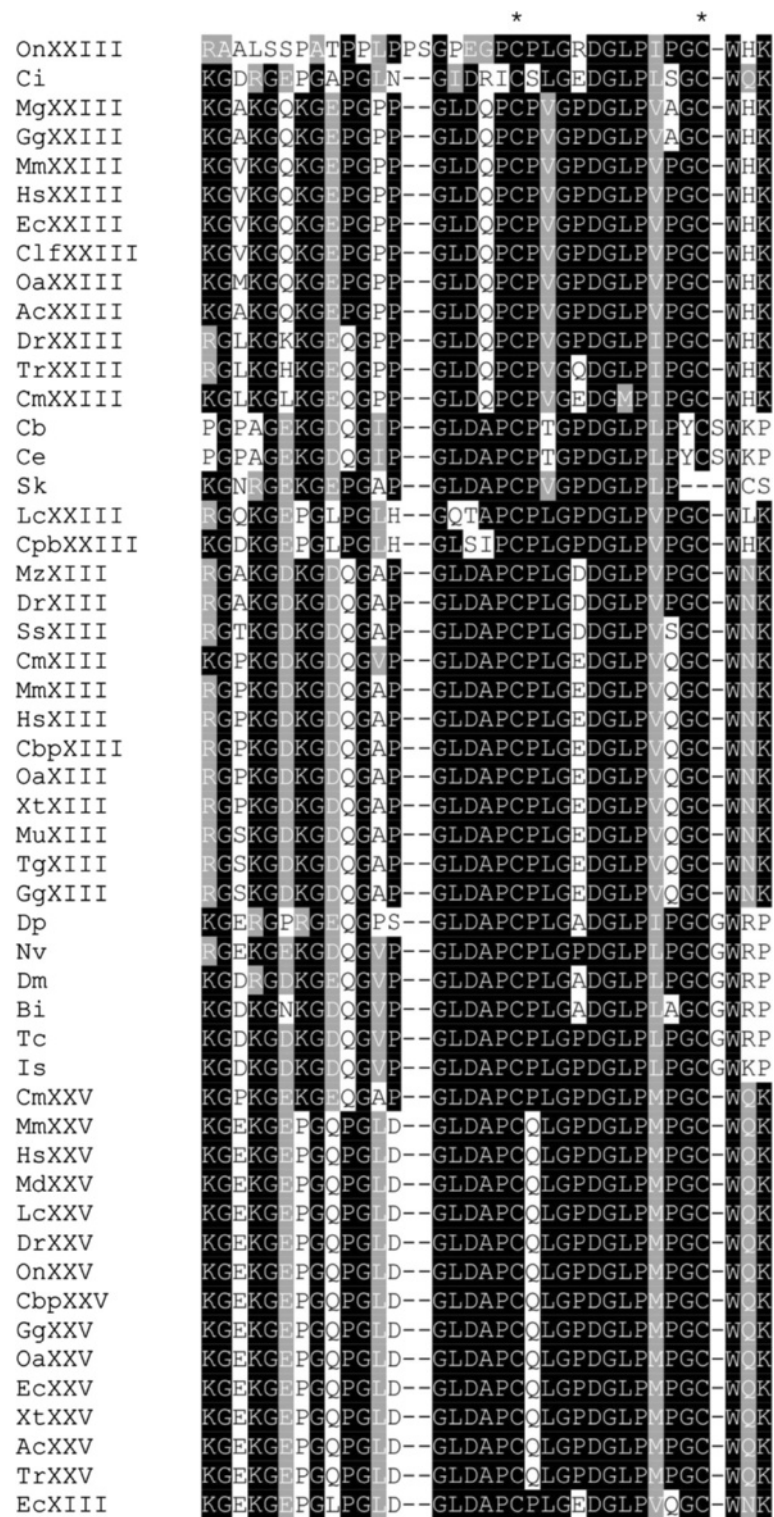 * *
OnXXIII RAALSSPATPPLPPSGPEGPCPLGRDGLPIPGC-WHK
Ci KGDRGEPGAPGLN--GIDRICSLGEDGLPLSGC-WQK
MgXXIII KGAKGQKGEPGPP--GLDQPCPVGPDGLPVAGC-WHK
GgXXIII KGAKGQKGEPGPP--GLDQPCPVGPDGLPVAGC-WHK
MmXXIII KGVKGQKGEPGPP--GLDQPCPVGPDGLPVPGC-WHK
HsXXIII KGVKGQKGEPGPP--GLDQPCPVGPDGLPVPGC-WHK
EcXXIII KGVKGQKGEPGPP--GLDQPCPVGPDGLPVPGC-WHK
ClfXXIII KGVKGQKGEPGPP--GLDQPCPVGPDGLPVPGC-WHK
OaXXIII KGMKGQKGEPGPP--GLDQPCPVGPDGLPVPGC-WHK
AcXXIII KGAKGQKGEPGPP--GLDQPCPVGPDGLPVPGC-WHK
DrXXIII RGLKGKKGEQGPP--GLDQPCPVGPDGLPIPGC-WHK
TrXXIII RGLKGHKGEQGPP--GLDQPCPVGQDGLPIPGC-WHK
CmXXIII KGLKGLKGEQGPP--GLDQPCPVGEDGMPIPGC-WHK
Cb PGPAGEKGDQGIP--GLDAPCPTGPDGLPLPYCSWKP
Ce PGPAGEKGDQGIP--GLDAPCPTGPDGLPLPYCSWKP
Sk KGNRGEKGEPGAP--GLDAPCPVGPDGLPLP---WCS
LcXXIII RGQKGEPGLPGLH--GQTAPCPLGPDGLPVPGC-WLK
CpbXXIII KGDKGEPGLPGLH--GLSIPCPLGPDGLPVPGC-WHK
MzXIII RGAKGDKGDQGAP--GLDAPCPLGDDGLPVPGC-WNK
DrXIII RGAKGDKGDQGAP--GLDAPCPLGDDGLPVPGC-WNK
SsXIII RGTKGDKGDQGAP--GLDAPCPLGDDGLPVSGC-WNK
CmXIII KGPKGDKGDQGVP--GLDAPCPLGEDGLPVQGC-WNK
MmXIII RGPKGDKGDQGAP--GLDAPCPLGEDGLPVQGC-WNK
HsXIII RGPKGDKGDQGAP--GLDAPCPLGEDGLPVQGC-WNK
CbpXIII RGPKGDKGDQGAP--GLDAPCPLGEDGLPVQGC-WNK
OaXIII RGPKGDKGDQGAP--GLDAPCPLGEDGLPVQGC-WNK
XtXIII RGPKGDKGDQGAP--GLDAPCPLGEDGLPVQGC-WNK
MuXIII RGSKGDKGDQGAP--GLDAPCPLGEDGLPVQGC-WNK
TgXIII RGSKGDKGDQGAP--GLDAPCPLGEDGLPVQGC-WNK
GgXIII RGSKGDKGDQGAP--GLDAPCPLGEDGLPVQGC-WNK
Dp KGERGPRGEQGPS--GLDAPCPLGADGLPIPGCGWRP
Nv RGEKGEKGDQGVP--GLDAPCPLGPDGLPLPGCGWRP
Dm KGDRGDKGEQGVP--GLDAPCPLGADGLPLPGCGWRP
Bi KGDKGNKGDQGVP--GLDAPCPLGADGLPLAGCGWRP
Tc KGDKGDKGDQGVP--GLDAPCPLGPDGLPLPGCGWRP
Is KGDKGDKGDQGVP--GLDAPCPLGPDGLPLPGCGWKP
CmXXV KGPKGEKGEQGAP--GLDAPCPLGPDGLPMPGC-WQK
MmXXV KGEKGEPGQPGLD--GLDAPCQLGPDGLPMPGC-WQK
HsXXV KGEKGEPGQPGLD--GLDAPCQLGPDGLPMPGC-WQK
MdXXV KGEKGEPGQPGLD--GLDAPCQLGPDGLPMPGC-WQK
LcXXV KGEKGEPGQPGLD--GLDAPCQLGPDGLPMPGC-WQK
DrXXV KGEKGEPGQPGLD--GLDAPCQLGPDGLPMPGC-WQK
OnXXV KGEKGEPGQPGLD--GLDAPCQLGPDGLPMPGC-WQK
CbpXXV KGEKGEPGQPGLD--GLDAPCQLGPDGLPMPGC-WQK
GgXXV KGEKGEPGQPGLD--GLDAPCQLGPDGLPMPGC-WQK
OaXXV KGEKGEPGQPGLD--GLDAPCQLGPDGLPMPGC-WQK
EcXXV KGEKGEPGQPGLD--GLDAPCQLGPDGLPMPGC-WQK
XtXXV KGEKGEPGQPGLD--GLDAPCQLGPDGLPMPGC-WQK
AcXXV KGEKGEPGQPGLD--GLDAPCQLGPDGLPMPGC-WQK
TrXXV KGEKGEPGQPGLD--GLDAPCQLGPDGLPMPGC-WQK
EcXIII KGEKGEPGLPGLD--GLDAPCPLGEDGLPVQGC-WNK